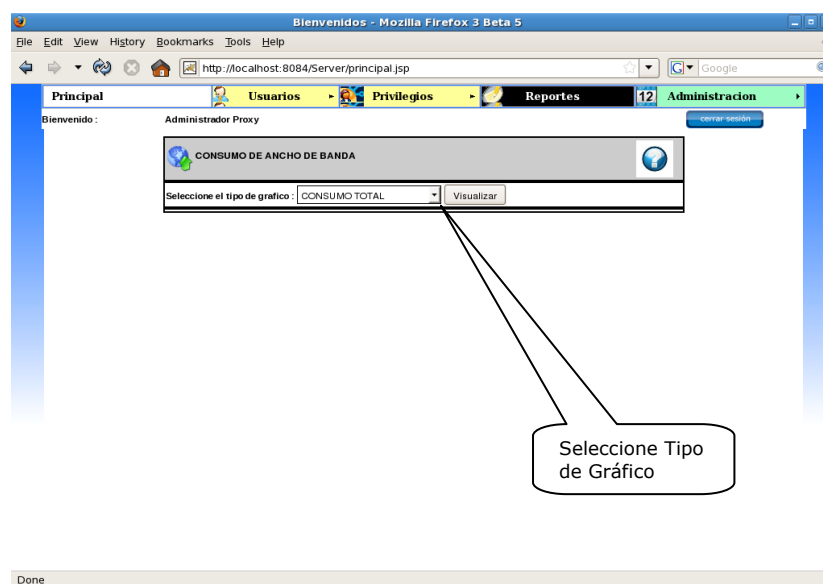 Bienvenidos - Mozilla Firefox 3 Beta 5
File Edit View History Bookmarks Tools Help
http://localhost:8084/Server/principal.jsp
G Google
Principal Usuarios Privilegios Reportes 12 Administracion
Bienvenido : Administrador Proxy cerrar sesión
CONSUMO DE ANCHO DE BANDA
Seleccione el tipo de grafico : CONSUMO TOTAL Visualizar
Seleccione Tipo
de Gráfico
Done